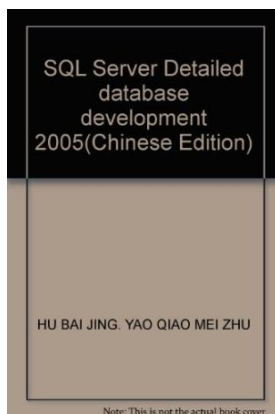 SQL Server Detailed
database
development
2005(Chinese Edition)
HU BAI JING. YAO QIAO MEI ZHU
Note: This is not the actual book cover